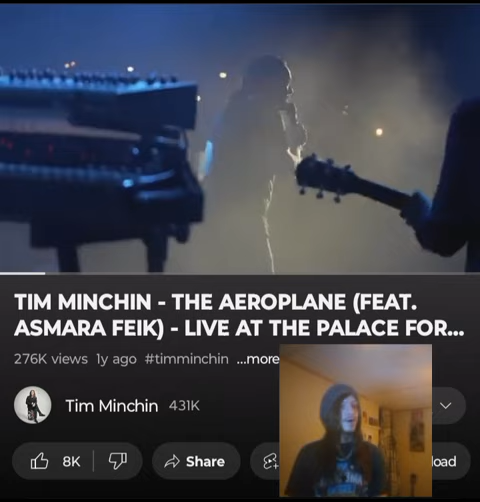 TIM MINCHIN - THE AEROPLANE (FEAT.
ASMARA FEIK) - LIVE AT THE PALACE FOR...
276K views 1y ago #timminchin ...more
Tim Minchin 431K
8K Share load